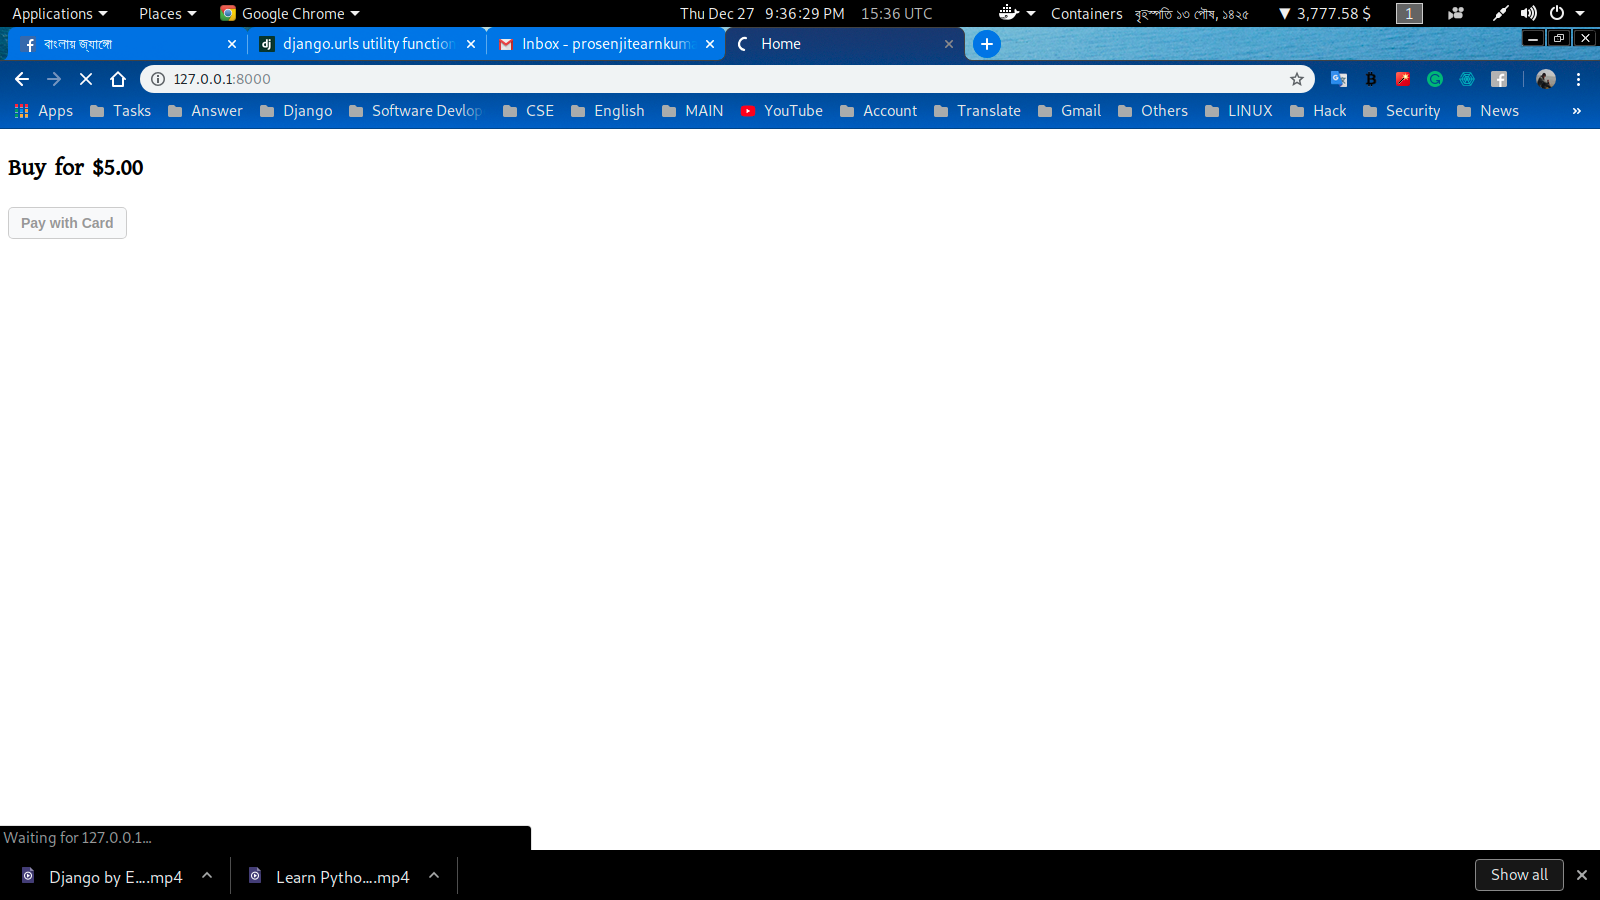 Applications Places Google Chrome Thu Dec 27 9:36:29 PM 15:36 UTC Containers বৃহস্পতি ১৩ পৌষ, ১৪২৫ ▼ 3,777.58 $ 1
বাংলায় জ্যাঙ্গো django.urls utility function Inbox - prosenjitearnkuma Home
127.0.0.1:8000
Apps Tasks Answer Django Software Devlop CSE English MAIN YouTube Account Translate Gmail Others LINUX Hack Security News »
Buy for $5.00
Pay with Card
Waiting for 127.0.0.1...
Django by E....mp4 Learn Pytho....mp4 Show all